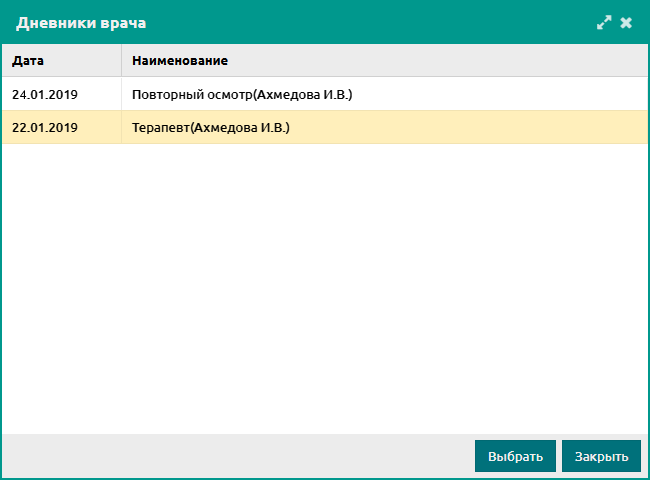 Дневники врача
Дата Наименование
24.01.2019 Повторный осмотр(Ахмедова И.В.)
22.01.2019 Терапевт(Ахмедова И.В.)
Выбрать Закрыть